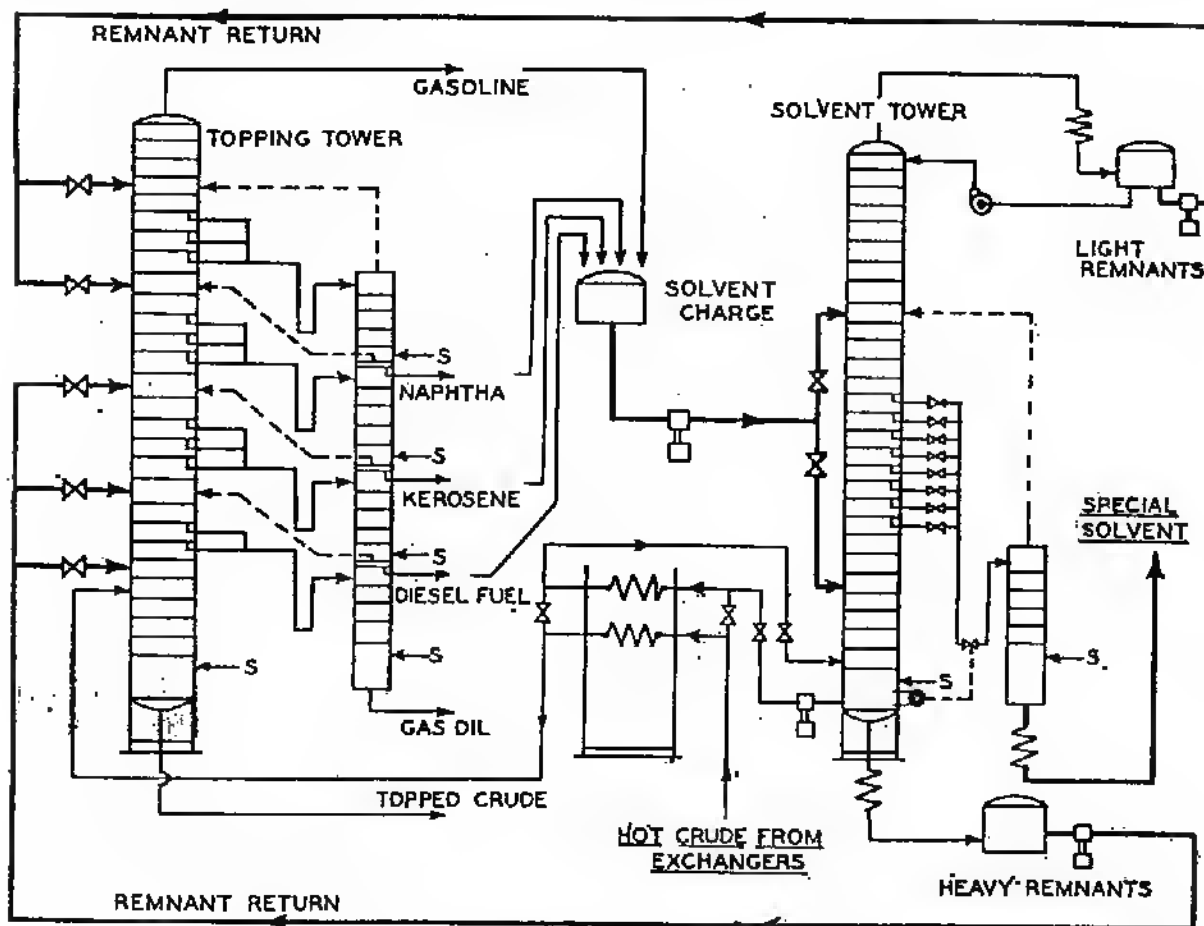 REMNANT RETURN
GASOLINE
TOPPING TOWER
SOLVENT TOWER
LIGHT
REMNANTS
SOLVENT
CHARGE
S
NAPHTHA
S
KEROSENE
SPECIAL
SOLVENT
S
DIESEL FUEL
S
S
S
S
GAS OIL
TOPPED CRUDE
HOT CRUDE FROM
EXCHANGERS
HEAVY REMNANTS
REMNANT RETURN